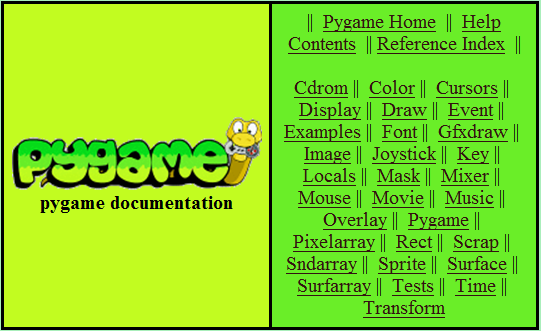 pygame
pygame documentation
|| Pygame Home || Help
Contents || Reference Index ||
Cdrom || Color || Cursors ||
Display || Draw || Event ||
Examples || Font || Gfxdraw ||
Image || Joystick || Key ||
Locals || Mask || Mixer ||
Mouse || Movie || Music ||
Overlay || Pygame ||
Pixelarray || Rect || Scrap ||
Sndarray || Sprite || Surface ||
Surfarray || Tests || Time ||
Transform